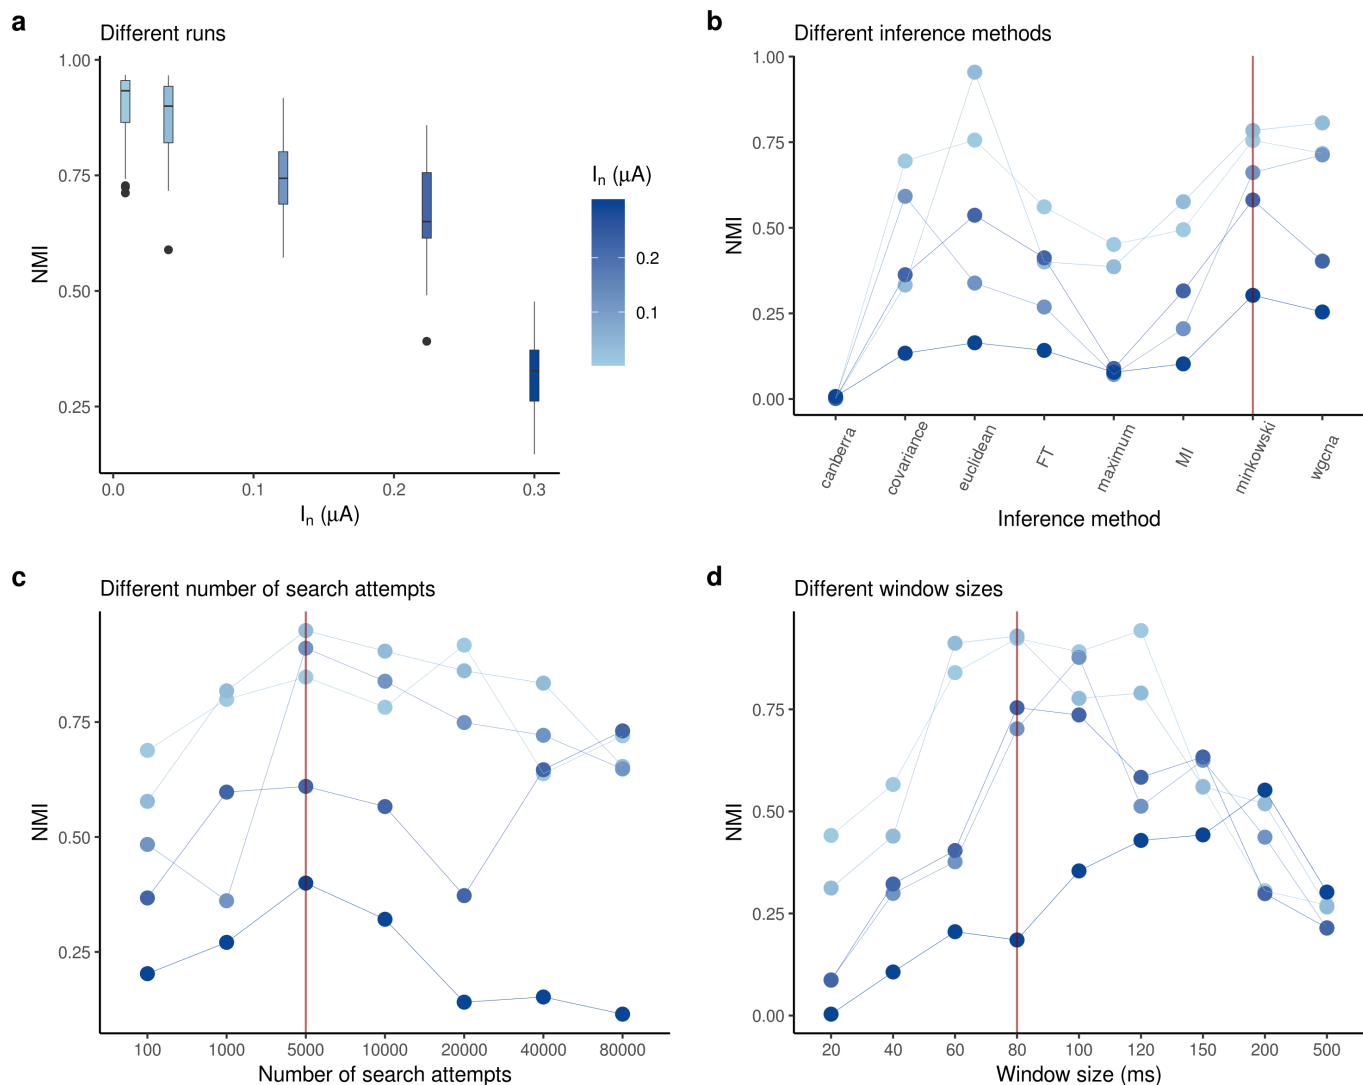 a
Different runs
1.00
0.75
0.50
0.25
NMI
0.0 0.1 0.2 0.3
In (μA)
In (μA)
0.2
0.1
b
Different inference methods
1.00
0.75
0.50
0.25
0.00
NMI
canberra covariance euclidean FT maximum MI minkowski wgcna
Inference method
c
Different number of search attempts
0.75
0.50
0.25
NMI
100 1000 5000 10000 20000 40000 80000
Number of search attempts
d
Different window sizes
0.75
0.50
0.25
0.00
NMI
20 40 60 80 100 120 150 200 500
Window size (ms)